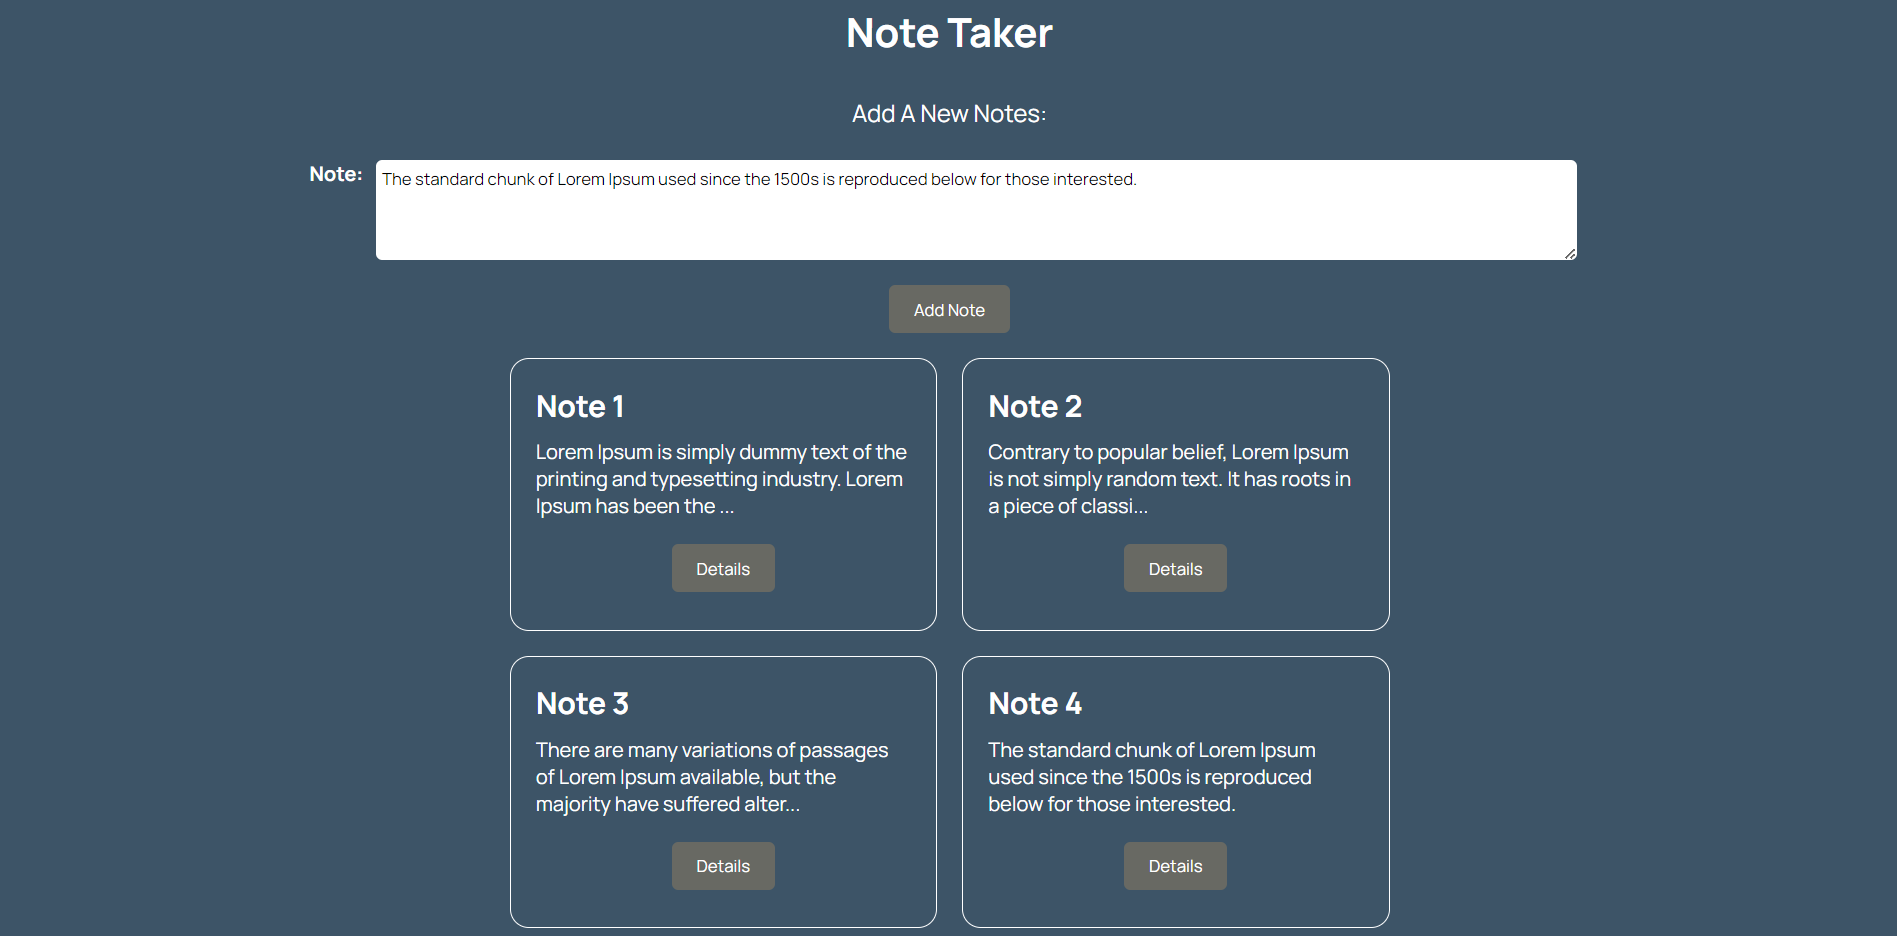 Note Taker
Add A New Notes:
Note:
The standard chunk of Lorem Ipsum used since the 1500s is reproduced below for those interested.
Add Note
Note 1
Lorem Ipsum is simply dummy text of the
printing and typesetting industry. Lorem
Ipsum has been the ...
Details
Note 2
Contrary to popular belief, Lorem Ipsum
is not simply random text. It has roots in
a piece of classi...
Details
Note 3
There are many variations of passages
of Lorem Ipsum available, but the
majority have suffered alter...
Details
Note 4
The standard chunk of Lorem Ipsum
used since the 1500s is reproduced
below for those interested.
Details